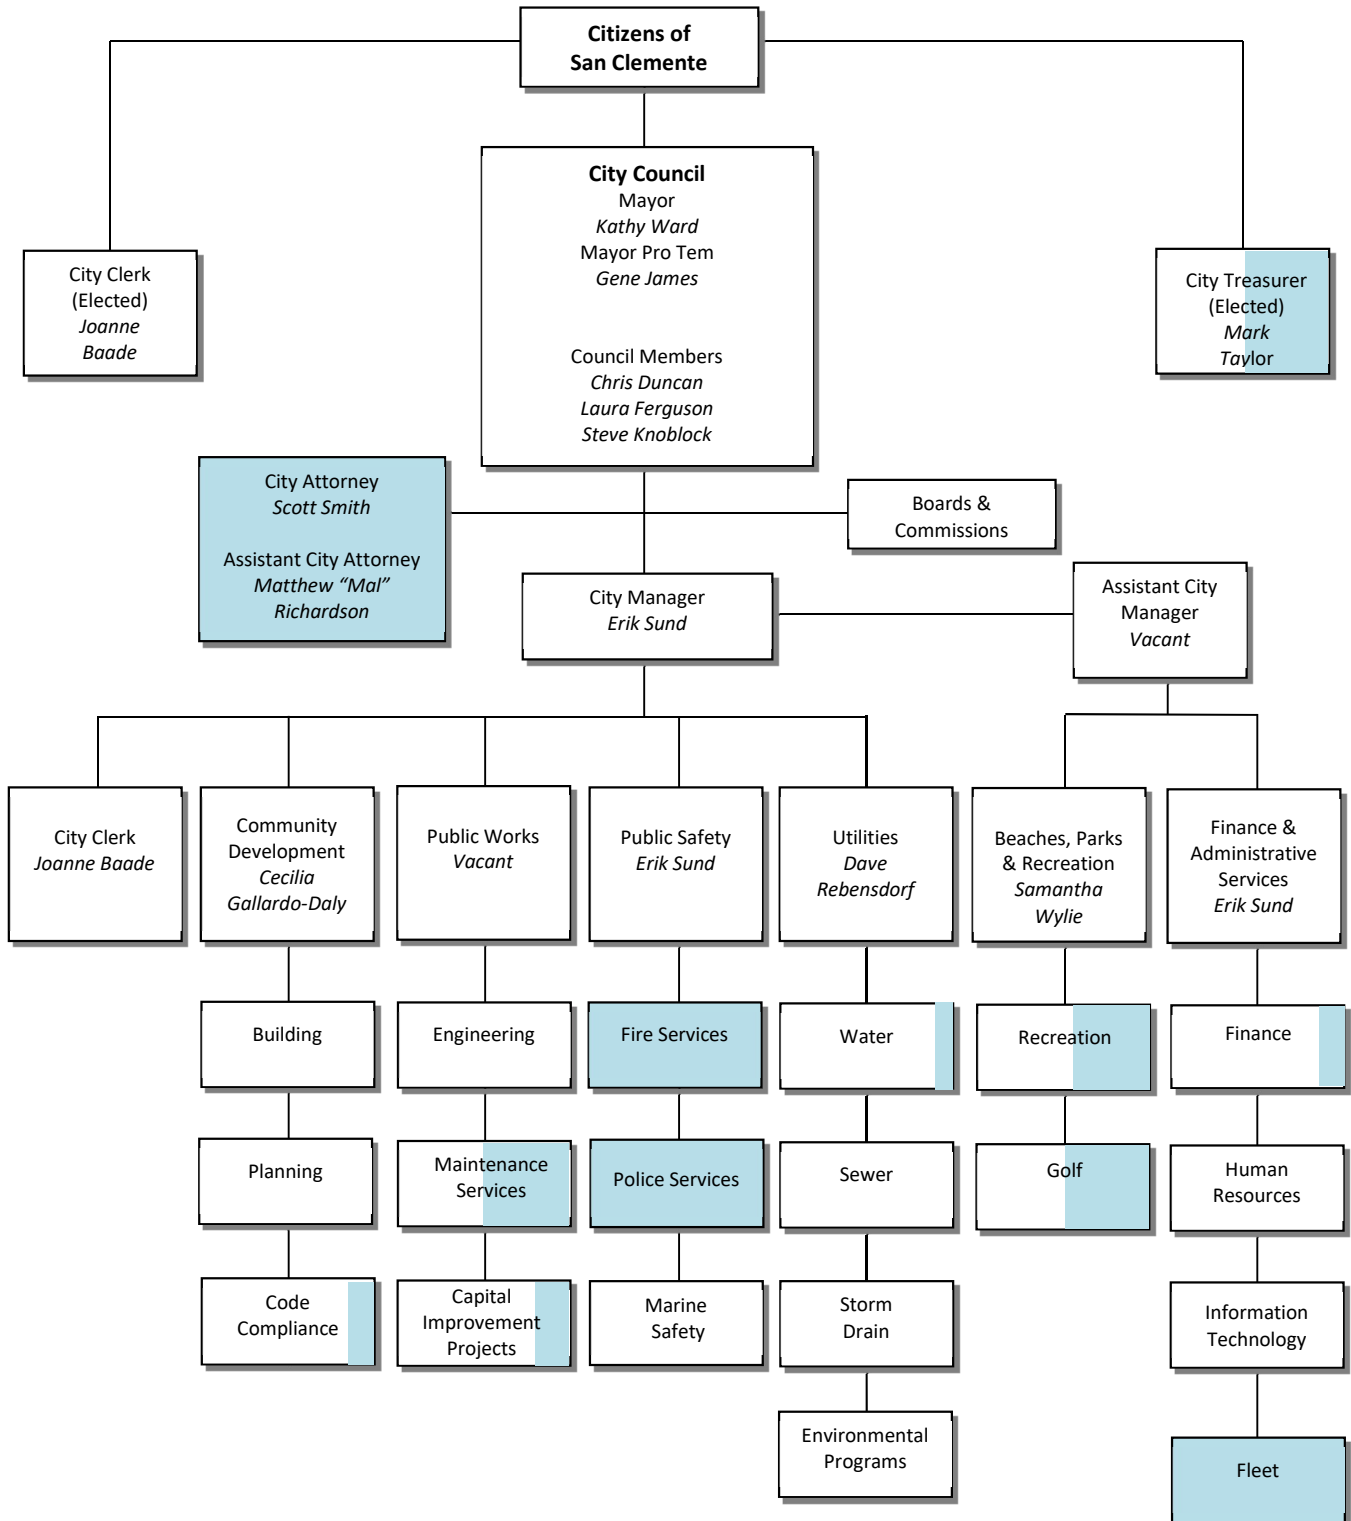 Citizens of
San Clemente
City Council
Mayor
Kathy Ward
Mayor Pro Tem
Gene James
Council Members
Chris Duncan
Laura Ferguson
Steve Knoblock
City Clerk
(Elected)
Joanne
Baade
City Treasurer
(Elected)
Mark
Taylor
City Attorney
Scott Smith
Assistant City Attorney
Matthew “Mal”
Richardson
Boards &
Commissions
City Manager
Erik Sund
Assistant City
Manager
Vacant
City Clerk
Joanne Baade
Community
Development
Cecilia
Gallardo-Daly
Public Works
Vacant
Public Safety
Erik Sund
Utilities
Dave
Rebensdorf
Beaches, Parks
& Recreation
Samantha
Wylie
Finance &
Administrative
Services
Erik Sund
Building
Engineering
Fire Services
Water
Recreation
Finance
Planning
Maintenance
Services
Police Services
Sewer
Golf
Human
Resources
Code
Compliance
Capital
Improvement
Projects
Marine
Safety
Storm
Drain
Information
Technology
Environmental
Programs
Fleet